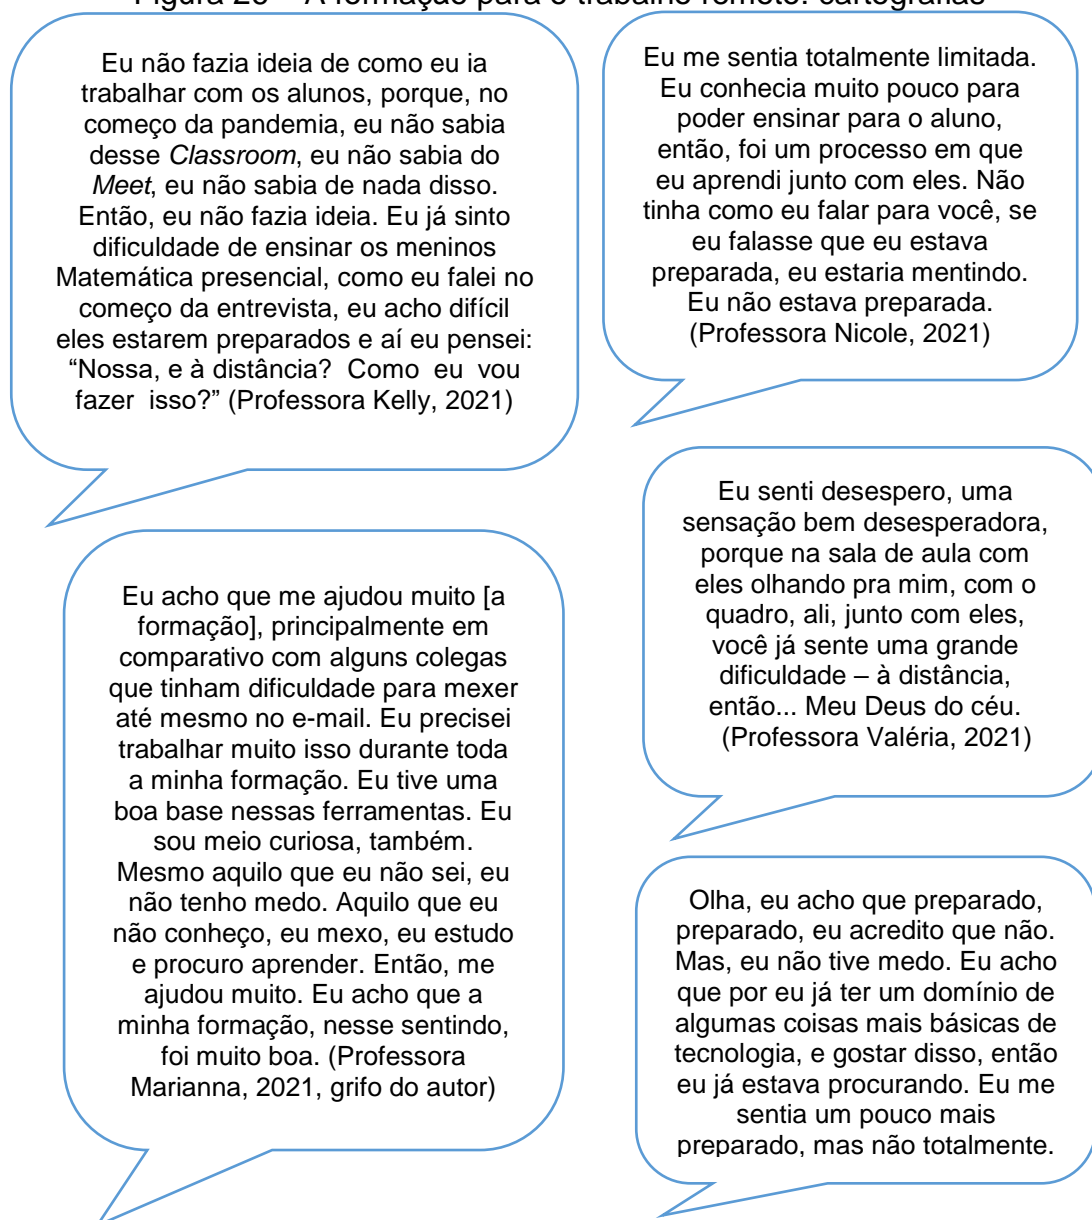 Figura 28 – A formação para o trabalho remoto: cartografias
Eu não fazia ideia de como eu ia
trabalhar com os alunos, porque, no
começo da pandemia, eu não sabia
desse Classroom, eu não sabia do
Meet, eu não sabia de nada disso.
Então, eu não fazia ideia. Eu já sinto
dificuldade de ensinar os meninos
Matemática presencial, como eu falei no
começo da entrevista, eu acho difícil
eles estarem preparados e aí eu pensei:
“Nossa, e à distância? Como eu vou
fazer isso?” (Professora Kelly, 2021)
Eu me sentia totalmente limitada.
Eu conhecia muito pouco para
poder ensinar para o aluno,
então, foi um processo em que
eu aprendi junto com eles. Não
tinha como eu falar para você, se
eu falasse que eu estava
preparada, eu estaria mentindo.
Eu não estava preparada.
(Professora Nicole, 2021)
Eu senti desespero, uma
sensação bem desesperadora,
porque na sala de aula com
eles olhando pra mim, com o
quadro, ali, junto com eles,
você já sente uma grande
dificuldade – à distância,
então... Meu Deus do céu.
(Professora Valéria, 2021)
Eu acho que me ajudou muito [a
formação], principalmente em
comparativo com alguns colegas
que tinham dificuldade para mexer
até mesmo no e-mail. Eu precisei
trabalhar muito isso durante toda
a minha formação. Eu tive uma
boa base nessas ferramentas. Eu
sou meio curiosa, também.
Mesmo aquilo que eu não sei, eu
não tenho medo. Aquilo que eu
não conheço, eu mexo, eu estudo
e procuro aprender. Então, me
ajudou muito. Eu acho que a
minha formação, nesse sentindo,
foi muito boa. (Professora
Marianna, 2021, grifo do autor)
Olha, eu acho que preparado,
preparado, eu acredito que não.
Mas, eu não tive medo. Eu acho
que por eu já ter um domínio de
algumas coisas mais básicas de
tecnologia, e gostar disso, então
eu já estava procurando. Eu me
sentia um pouco mais
preparado, mas não totalmente.